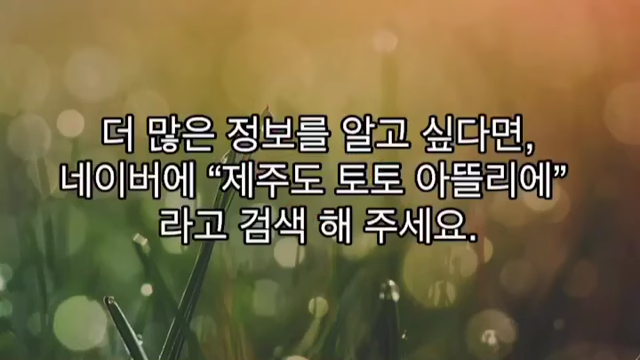 더 많은 정보를 알고 싶다면,
네이버에 “제주도 토토 아뜰리에”
라고 검색 해 주세요.